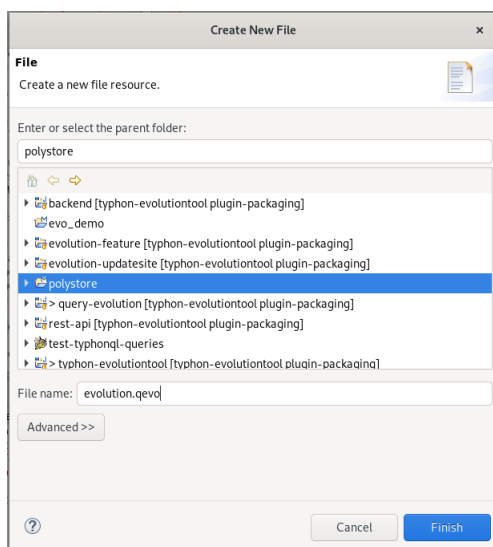 Create New File
×
File
Create a new file resource.
Enter or select the parent folder:
polystore
backend [typhon-evolutiontool plugin-packaging]
evo_demo
evolution-feature [typhon-evolutiontool plugin-packaging]
evolution-updatesite [typhon-evolutiontool plugin-packaging]
polystore
> query-evolution [typhon-evolutiontool plugin-packaging]
rest-api [typhon-evolutiontool plugin-packaging]
test-typhonql-queries
> typhon-evolutiontool [typhon-evolutiontool plugin-packaging]
File name: evolution.qevo
Advanced >>
? Cancel Finish